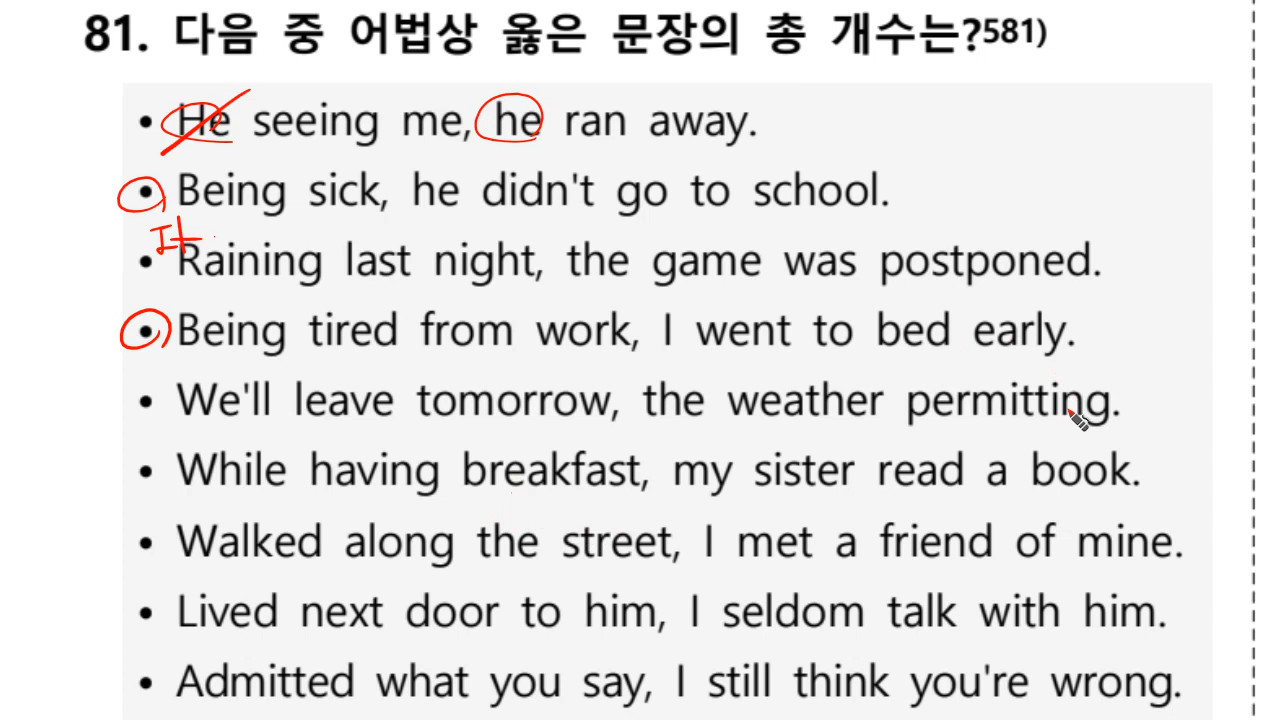 81. 다음 중 어법상 옳은 문장의 총 개수는?581)
• He seeing me, he ran away.
• Being sick, he didn't go to school.
It
• Raining last night, the game was postponed.
• Being tired from work, I went to bed early.
• We'll leave tomorrow, the weather permitting.
• While having breakfast, my sister read a book.
• Walked along the street, I met a friend of mine.
• Lived next door to him, I seldom talk with him.
• Admitted what you say, I still think you're wrong.